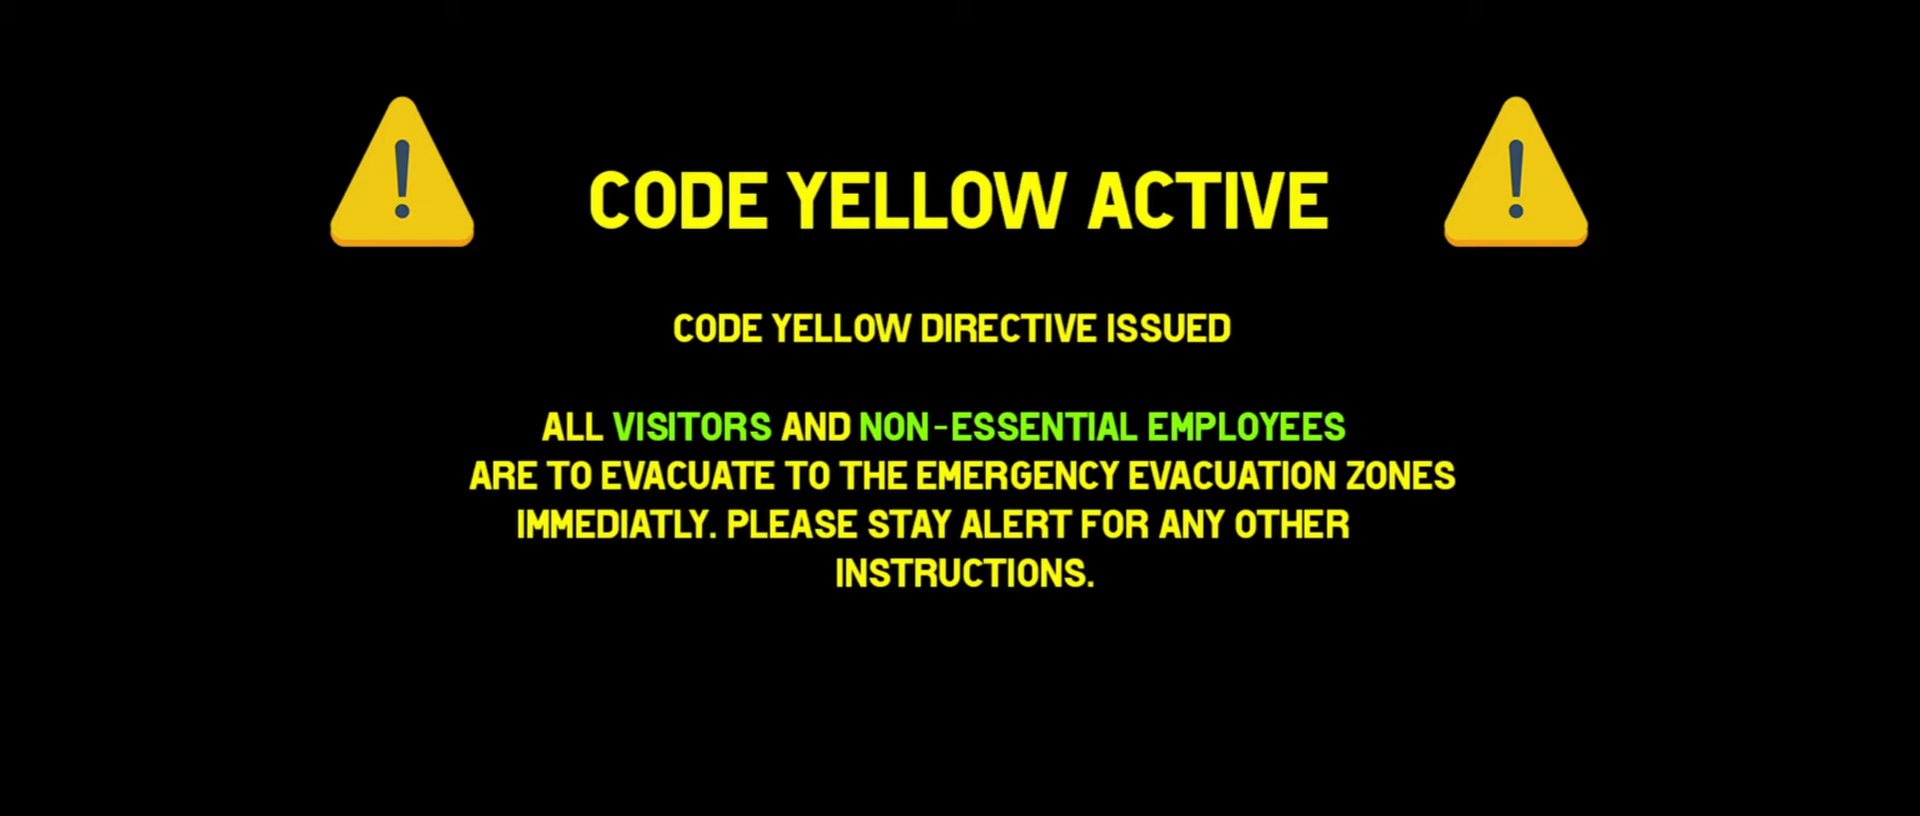 CODE YELLOW ACTIVE
CODE YELLOW DIRECTIVE ISSUED
ALL VISITORS AND NON-ESSENTIAL EMPLOYEES
ARE TO EVACUATE TO THE EMERGENCY EVACUATION ZONES
IMMEDIATLY. PLEASE STAY ALERT FOR ANY OTHER
INSTRUCTIONS.